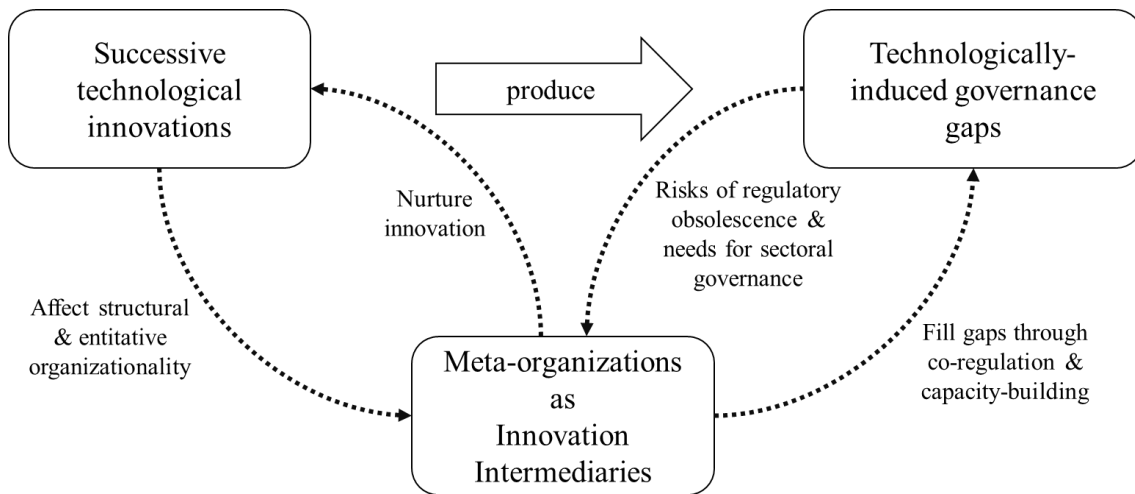 Successive
technological
innovations
produce
Technologically-
induced governance
gaps
Nurture
innovation
Risks of regulatory
obsolescence &
needs for sectoral
governance
Affect structural
& entitative
organizationality
Meta-organizations
as
Innovation
Intermediaries
Fill gaps through
co-regulation &
capacity-building